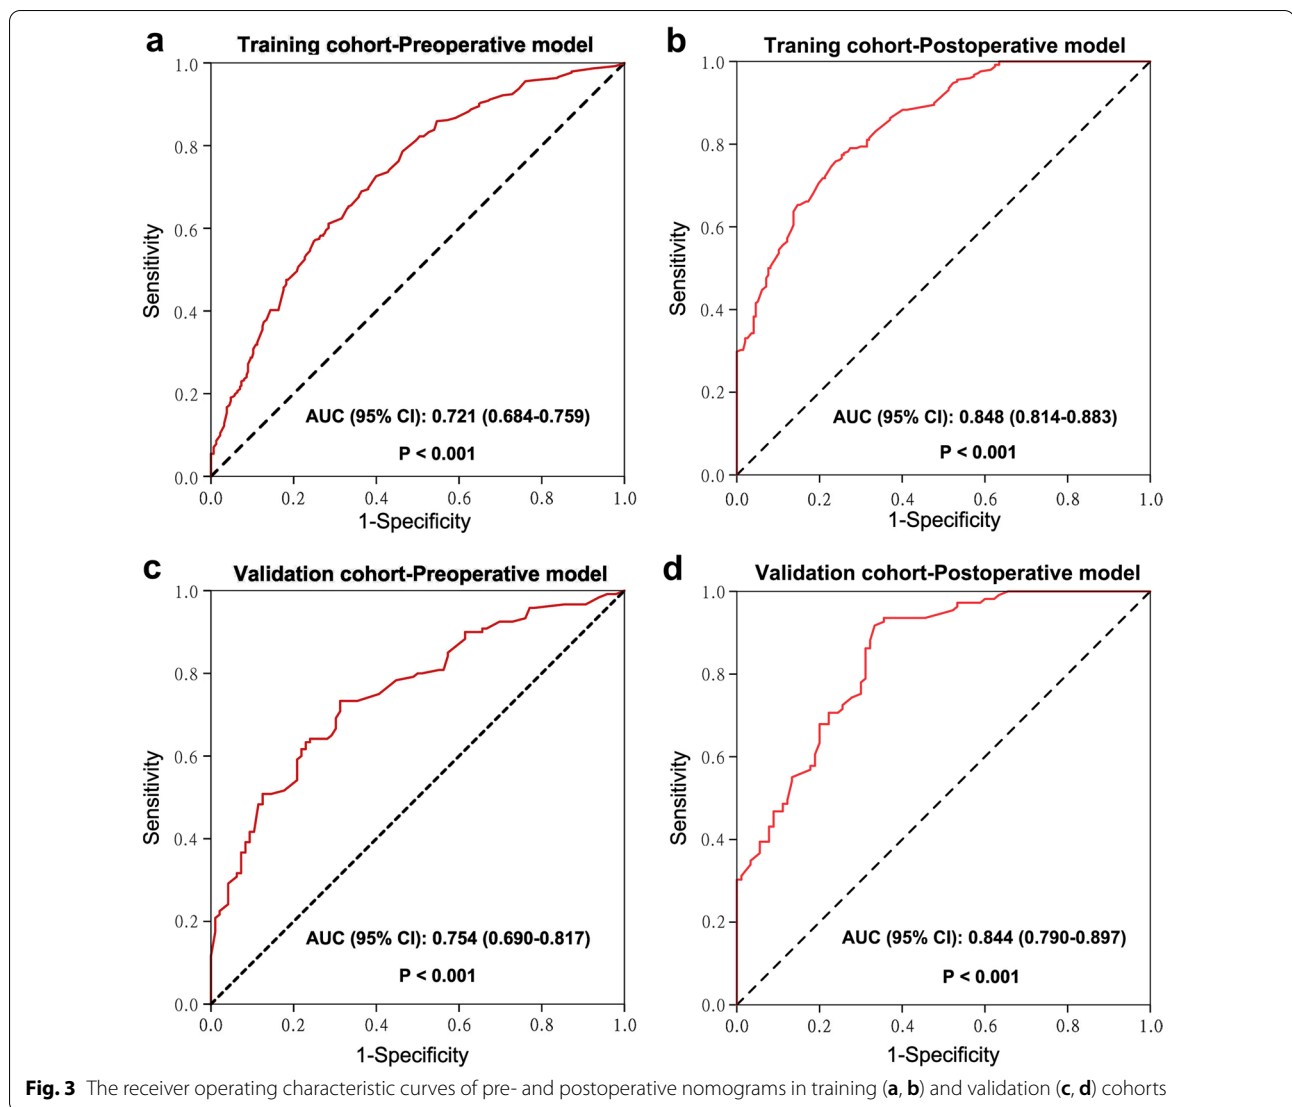 a
Training cohort-Preoperative model
1.0
0.8
0.6
0.4
0.2
0.0
Sensitivity
AUC (95% CI): 0.721 (0.684-0.759)
P < 0.001
0.0 0.2 0.4 0.6 0.8 1.0
1-Specificity
b
Traning cohort-Postoperative model
1.0
0.8
0.6
0.4
0.2
0.0
Sensitivity
AUC (95% CI): 0.848 (0.814-0.883)
P < 0.001
0.0 0.2 0.4 0.6 0.8 1.0
1-Specificity
c
Validation cohort-Preoperative model
1.0
0.8
0.6
0.4
0.2
0.0
Sensitivity
AUC (95% CI): 0.754 (0.690-0.817)
P < 0.001
0.0 0.2 0.4 0.6 0.8 1.0
1-Specificity
d
Validation cohort-Postoperative model
1.0
0.8
0.6
0.4
0.2
0.0
Sensitivity
AUC (95% CI): 0.844 (0.790-0.897)
P < 0.001
0.0 0.2 0.4 0.6 0.8 1.0
1-Specificity
Fig. 3 The receiver operating characteristic curves of pre- and postoperative nomograms in training (a, b) and validation (c, d) cohorts